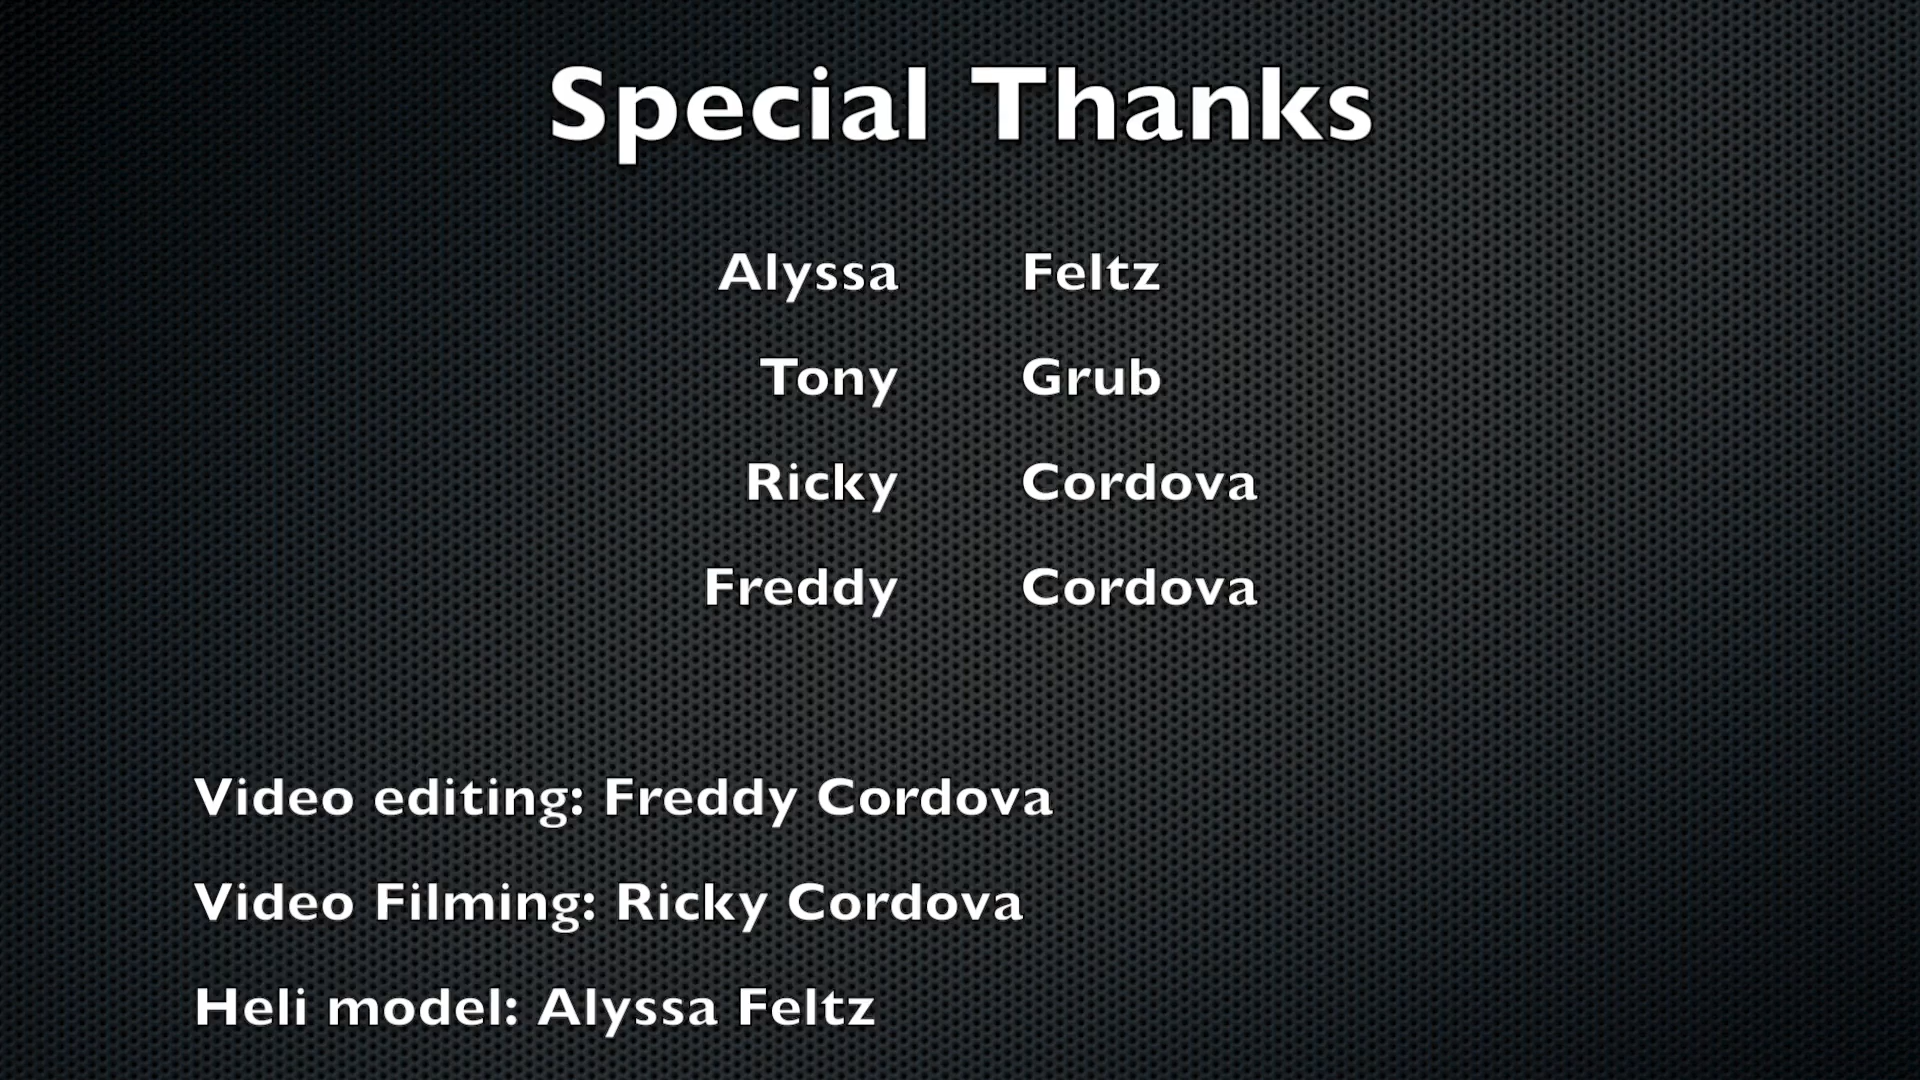 Special Thanks
Alyssa Feltz
Tony Grub
Ricky Cordova
Freddy Cordova
Video editing: Freddy Cordova
Video Filming: Ricky Cordova
Heli model: Alyssa Feltz